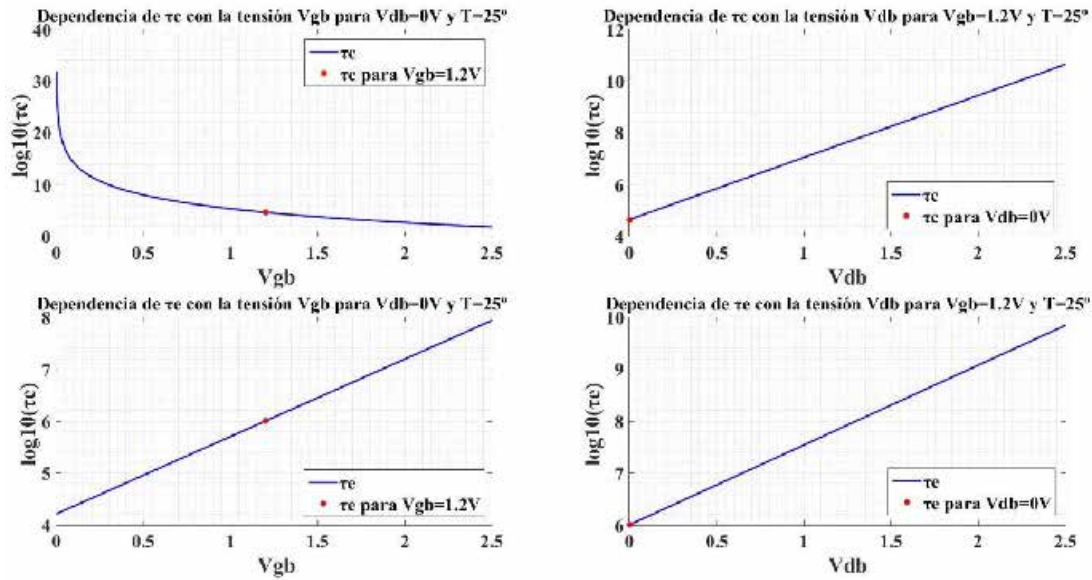 Dependencia de τc con la tensión Vgb para Vdb=0V y T=25º
40
30
20
10
0
log10(τc)
τc
τc para Vgb=1.2V
0 0.5 1 1.5 2 2.5
Vgb
Dependencia de τc con la tensión Vdb para Vgb=1.2V y T=25º
12
10
8
6
4
log10(τc)
τc
τc para Vdb=0V
0 0.5 1 1.5 2 2.5
Vdb
Dependencia de τe con la tensión Vgb para Vdb=0V y T=25º
8
7
6
5
4
log10(τc)
τe
τe para Vgb=1.2V
0 0.5 1 1.5 2 2.5
Vgb
Dependencia de τe con la tensión Vdb para Vgb=1.2V y T=25º
10
9
8
7
6
log10(τc)
τe
τe para Vdb=0V
0 0.5 1 1.5 2 2.5
Vdb